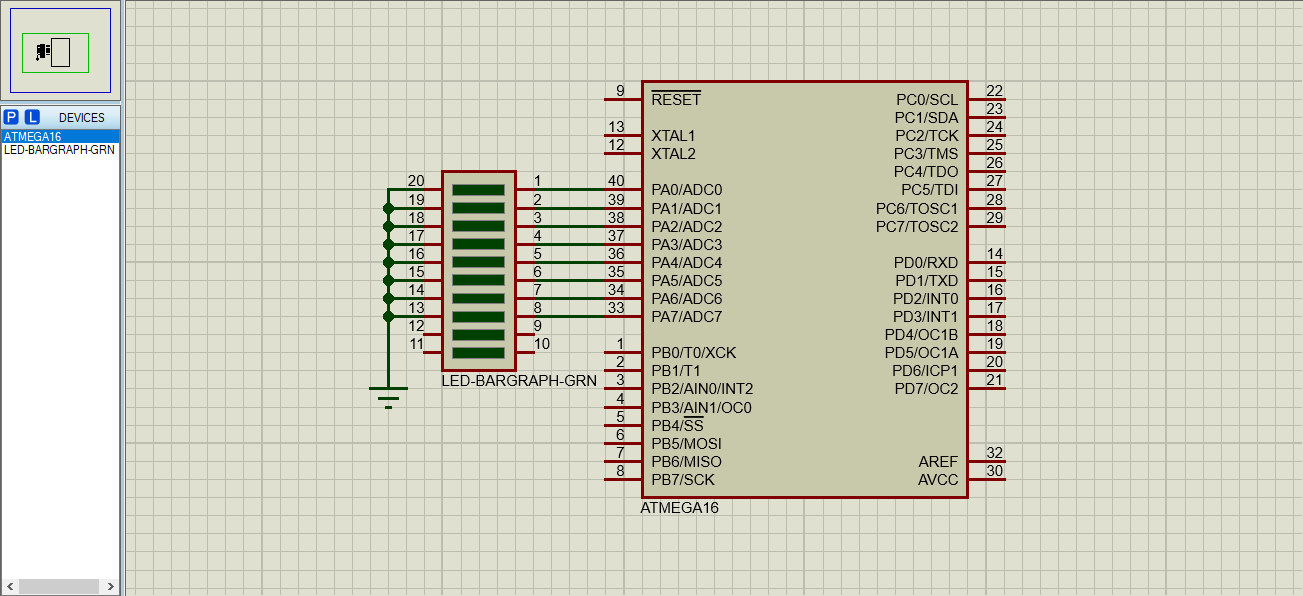 P L DEVICES
ATMEGA16
LED-BARGRAPH-GRN
20 1
19 2
18 3
17 4
16 5
15 6
14 7
13 8
12 9
11 10
LED-BARGRAPH-GRN
9 RESET
13 XTAL1
12 XTAL2
40 PA0/ADC0
39 PA1/ADC1
38 PA2/ADC2
37 PA3/ADC3
36 PA4/ADC4
35 PA5/ADC5
34 PA6/ADC6
33 PA7/ADC7
1 PB0/T0/XCK
2 PB1/T1
3 PB2/AIN0/INT2
4 PB3/AIN1/OC0
5 PB4/SS
6 PB5/MOSI
7 PB6/MISO
8 PB7/SCK
PC0/SCL 22
PC1/SDA 23
PC2/TCK 24
PC3/TMS 25
PC4/TDO 26
PC5/TDI 27
PC6/TOSC1 28
PC7/TOSC2 29
PD0/RXD 14
PD1/TXD 15
PD2/INT0 16
PD3/INT1 17
PD4/OC1B 18
PD5/OC1A 19
PD6/ICP1 20
PD7/OC2 21
AREF 32
AVCC 30
ATMEGA16